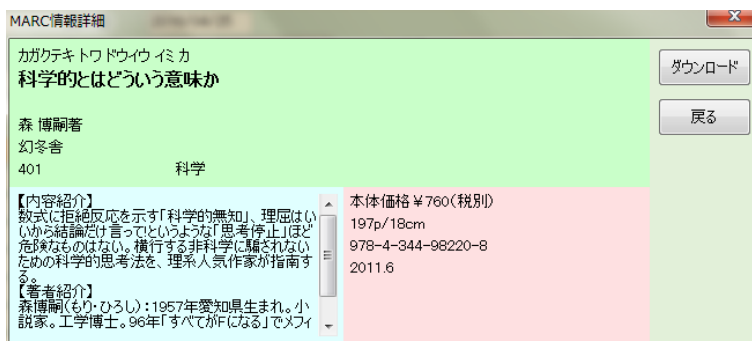 MARC情報詳細
カガクテキ トワ ドウイウ イミ カ
科学的とはどういう意味か
森 博嗣著
幻冬舎
401 科学
ダウンロード
戻る
【内容紹介】
数式に拒絶反応を示す「科学的無知」、理屈はい
いから結論だけ言ってというような「思考停止」ほど
危険なものはない。横行する非科学に騙されない
ための科学的思考法を、理系人気作家が指南す
る。
【著者紹介】
森博嗣(もり・ひろし):1957年愛知県生まれ。小
説家。工学博士。96年「すべてがFになる」でメフィ
本体価格￥760(税別)
197p/18cm
978-4-344-98220-8
2011.6